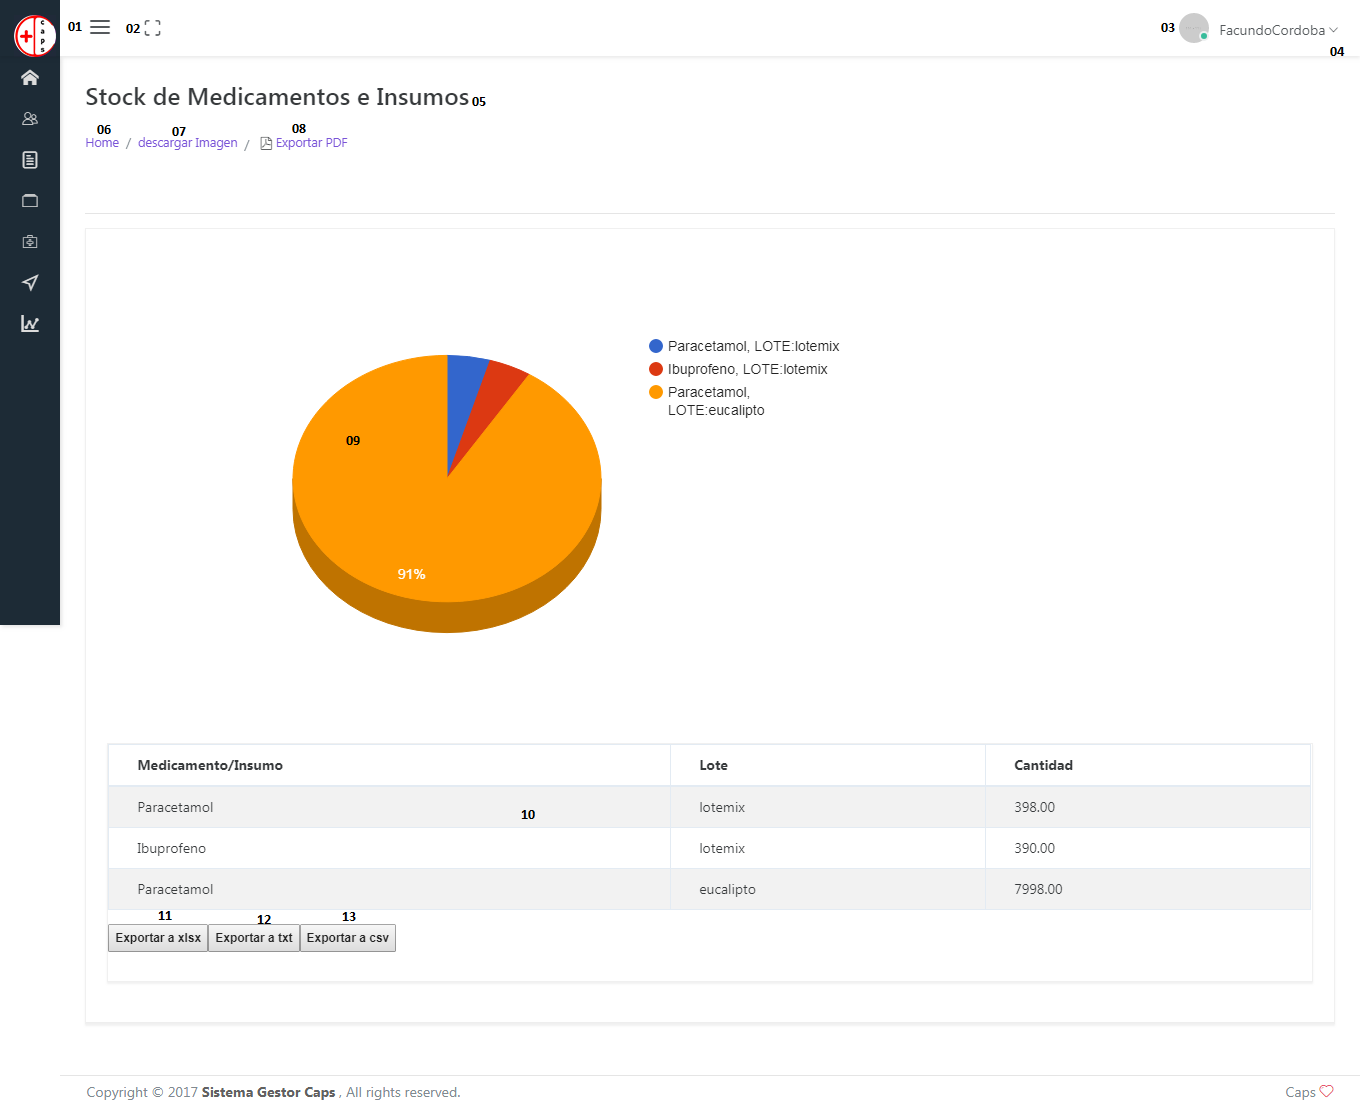 caps
01
02
03
FacundoCordoba
04
Stock de Medicamentos e Insumos
05
06
07
08
Home / descargar Imagen / Exportar PDF
Paracetamol, LOTE:lotemix
Ibuprofeno, LOTE:lotemix
Paracetamol,
LOTE:eucalipto
09
91%
Medicamento/Insumo Lote Cantidad
Paracetamol lotemix 398.00
10
Ibuprofeno lotemix 390.00
Paracetamol eucalipto 7998.00
11
12
13
Exportar a xlsx Exportar a txt Exportar a csv
Copyright © 2017 Sistema Gestor Caps , All rights reserved.
Caps